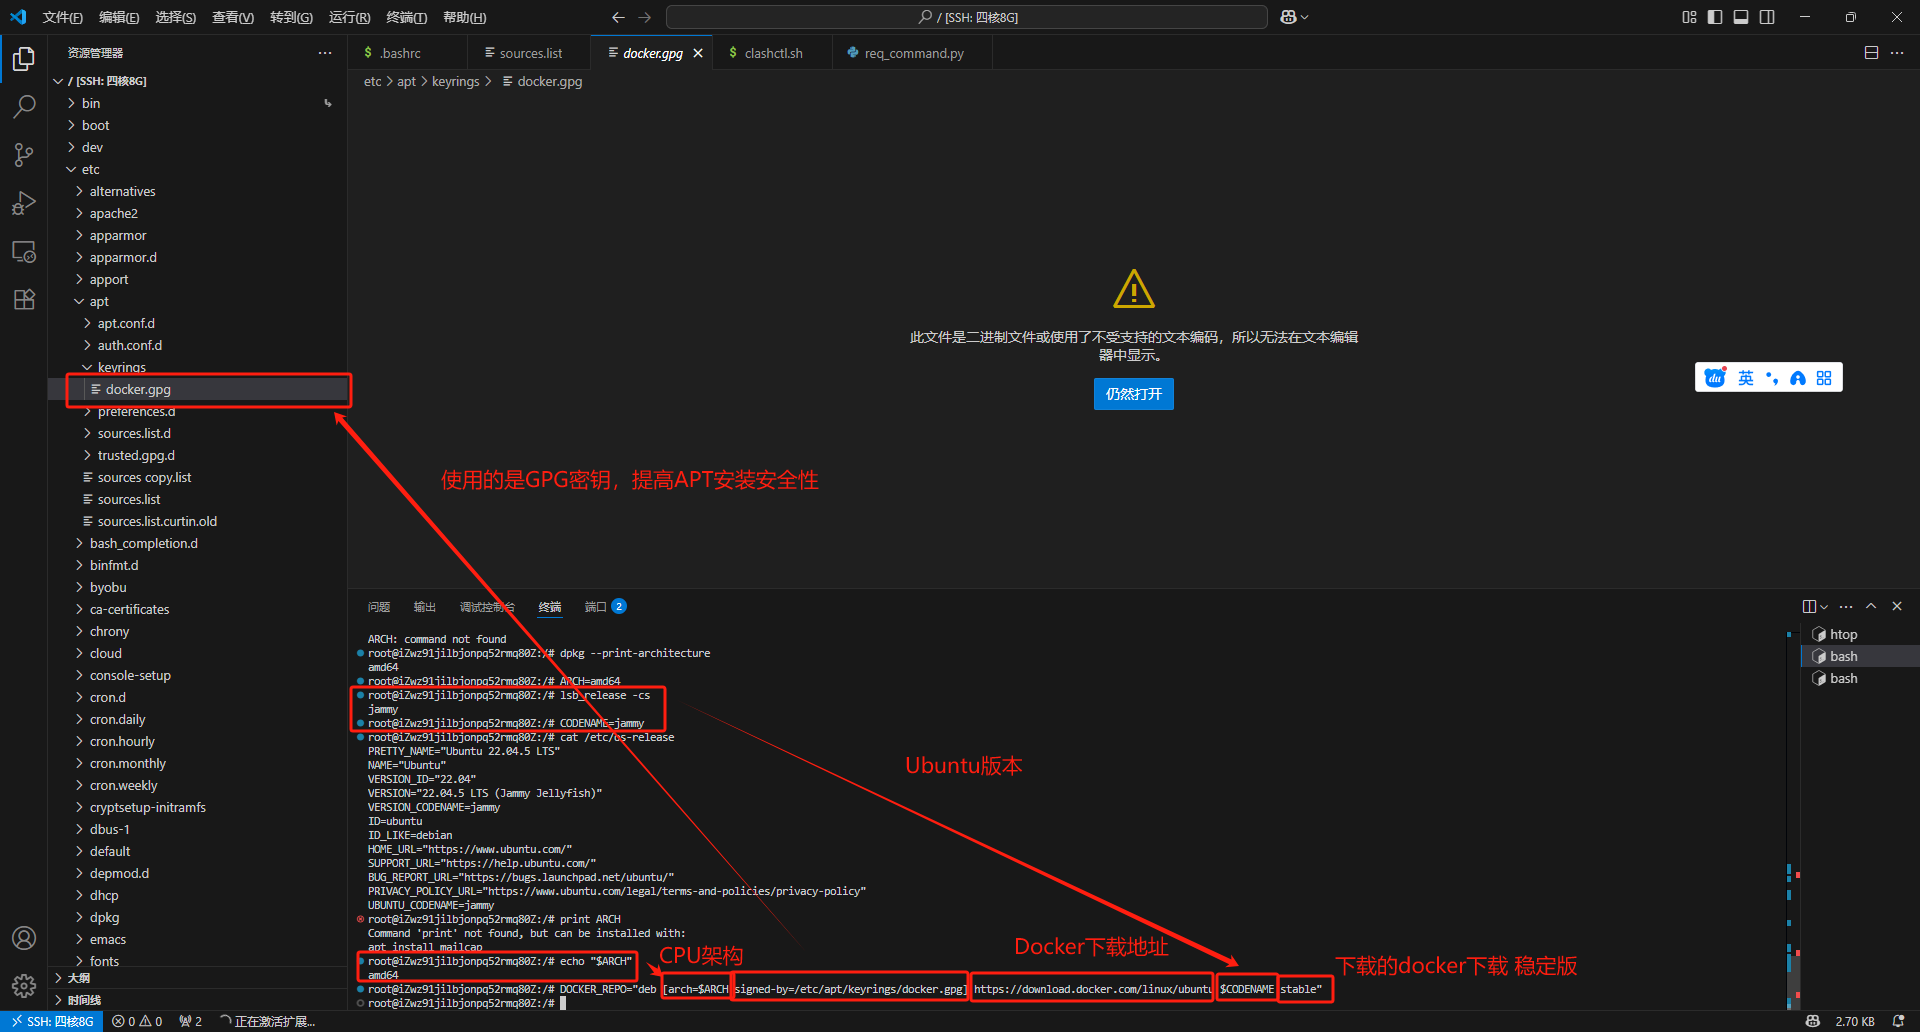 文件(F) 编辑(E) 选择(S) 查看(V) 转到(G) 运行(R) 终端(T) 帮助(H)
/ [SSH: 四核8G]
资源管理器
$ .bashrc
sources.list
docker.gpg
$ clashctl.sh
req_command.py
etc > apt > keyrings > docker.gpg
/ [SSH: 四核8G]
bin
boot
dev
etc
alternatives
apache2
apparmor
apparmor.d
apport
apt
apt.conf.d
auth.conf.d
keyrings
docker.gpg
preferences.d
sources.list.d
trusted.gpg.d
sources copy.list
sources.list
sources.list.curtin.old
bash_completion.d
binfmt.d
byobu
ca-certificates
chrony
cloud
console-setup
cron.d
cron.daily
cron.hourly
cron.monthly
cron.weekly
cryptsetup-initramfs
dbus-1
default
depmod.d
dhcp
dpkg
emacs
fonts
大纲
时间线
此文件是二进制文件或使用了不受支持的文本编码，所以无法在文本编辑
器中显示。
仍然打开
du 英
使用的是GPG密钥，提高APT安装安全性
问题 输出 调试控制台 终端 端口 2
ARCH: command not found
root@iZwz91jilbjonpq52rmq80Z:/# dpkg --print-architecture
amd64
root@iZwz91jilbjonpq52rmq80Z:/# ARCH=amd64
root@iZwz91jilbjonpq52rmq80Z:/# lsb_release -cs
jammy
root@iZwz91jilbjonpq52rmq80Z:/# CODENAME=jammy
root@iZwz91jilbjonpq52rmq80Z:/# cat /etc/os-release
PRETTY_NAME="Ubuntu 22.04.5 LTS"
NAME="Ubuntu"
VERSION_ID="22.04"
VERSION="22.04.5 LTS (Jammy Jellyfish)"
VERSION_CODENAME=jammy
ID=ubuntu
ID_LIKE=debian
HOME_URL="https://www.ubuntu.com/"
SUPPORT_URL="https://help.ubuntu.com/"
BUG_REPORT_URL="https://bugs.launchpad.net/ubuntu/"
PRIVACY_POLICY_URL="https://www.ubuntu.com/legal/terms-and-policies/privacy-policy"
UBUNTU_CODENAME=jammy
root@iZwz91jilbjonpq52rmq80Z:/# print ARCH
Command 'print' not found, but can be installed with:
apt install mailcap
root@iZwz91jilbjonpq52rmq80Z:/# echo "$ARCH"
amd64
root@iZwz91jilbjonpq52rmq80Z:/# DOCKER_REPO="deb [arch=$ARCH signed-by=/etc/apt/keyrings/docker.gpg] https://download.docker.com/linux/ubuntu $CODENAME stable"
root@iZwz91jilbjonpq52rmq80Z:/#
Ubuntu版本
CPU架构
Docker下载地址
下载的docker下载 稳定版
htop
bash
bash
SSH: 四核8G
0 0
2
正在激活扩展...
2.70 KB